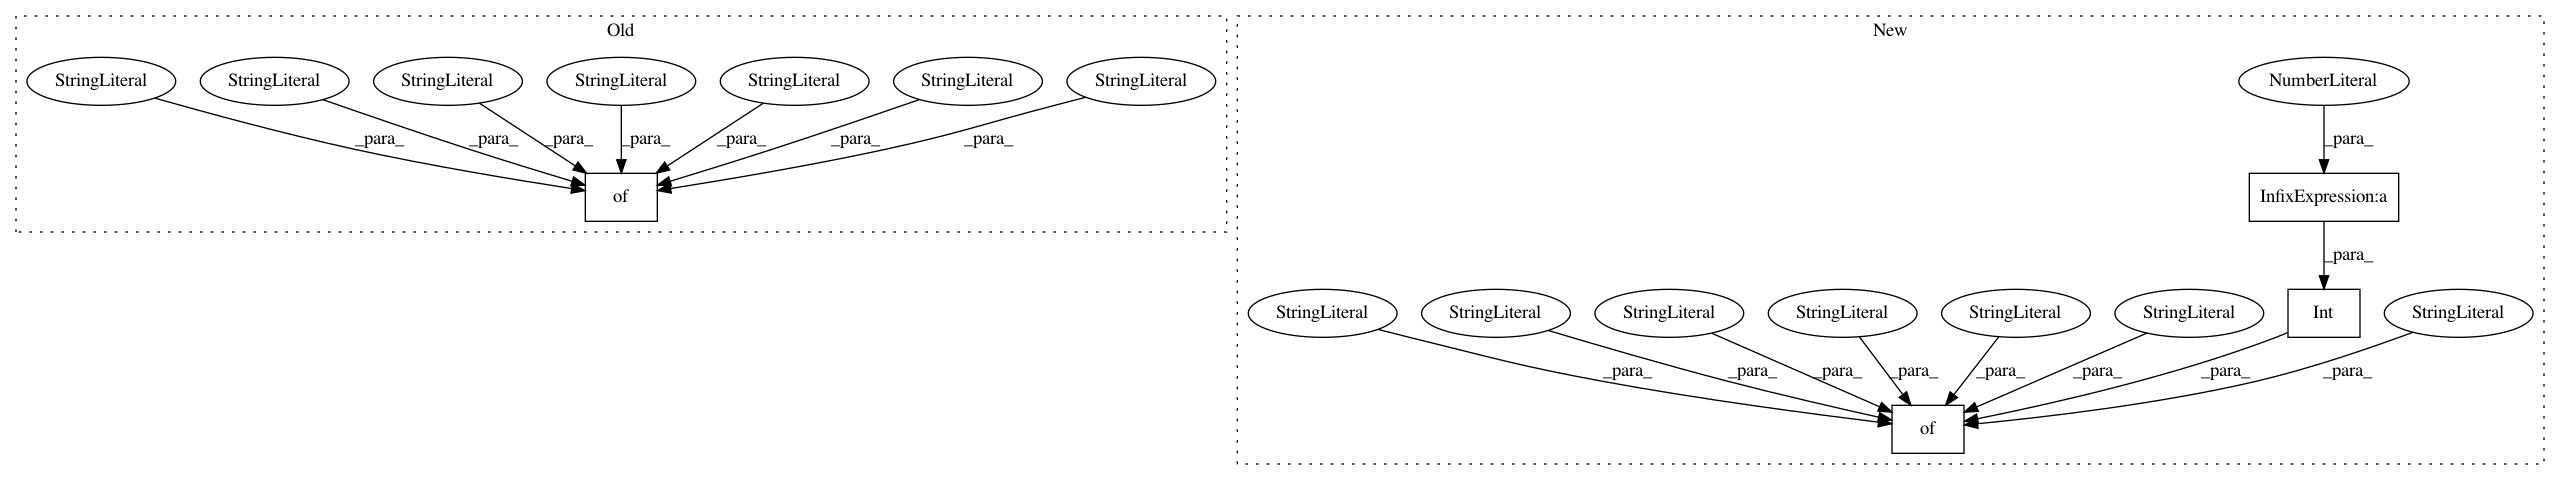 Old
New
StringLiteral StringLiteral StringLiteral StringLiteral StringLiteral StringLiteral StringLiteral
NumberLiteral
_para_ _para_ _para_ _para_ _para_ _para_ _para_
_para_
of
InfixExpression:a
_para_
StringLiteral StringLiteral StringLiteral StringLiteral StringLiteral StringLiteral Int StringLiteral
_para_ _para_ _para_ _para_ _para_ _para_ _para_ _para_
of